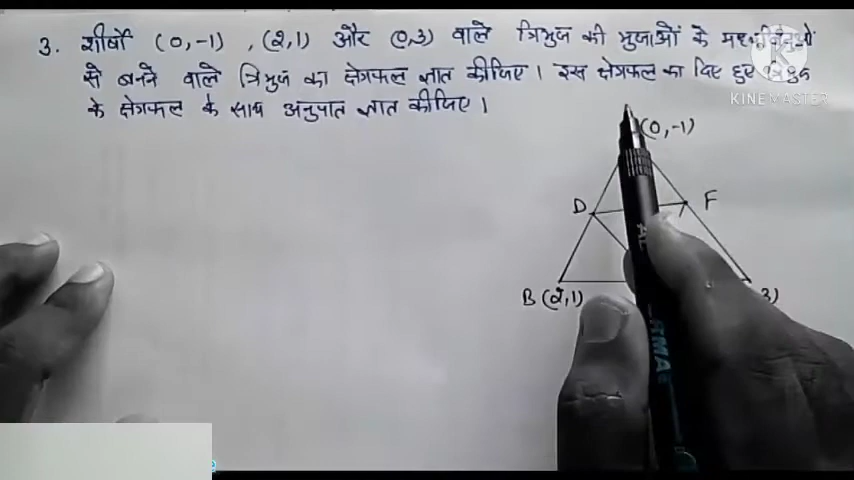 3. शीर्षों (0,-1) , (2,1) और (0,3) वाले त्रिभुज की भुजाओं के मध्यबिंदुओं
से बनने वाले त्रिभुज का क्षेत्रफल ज्ञात कीजिए । इस क्षेत्रफल का दिए हुए त्रिभुज
के क्षेत्रफल के साथ अनुपात ज्ञात कीजिए ।
KINEMASTER
(0,-1)
D F
B (2,1) 3)